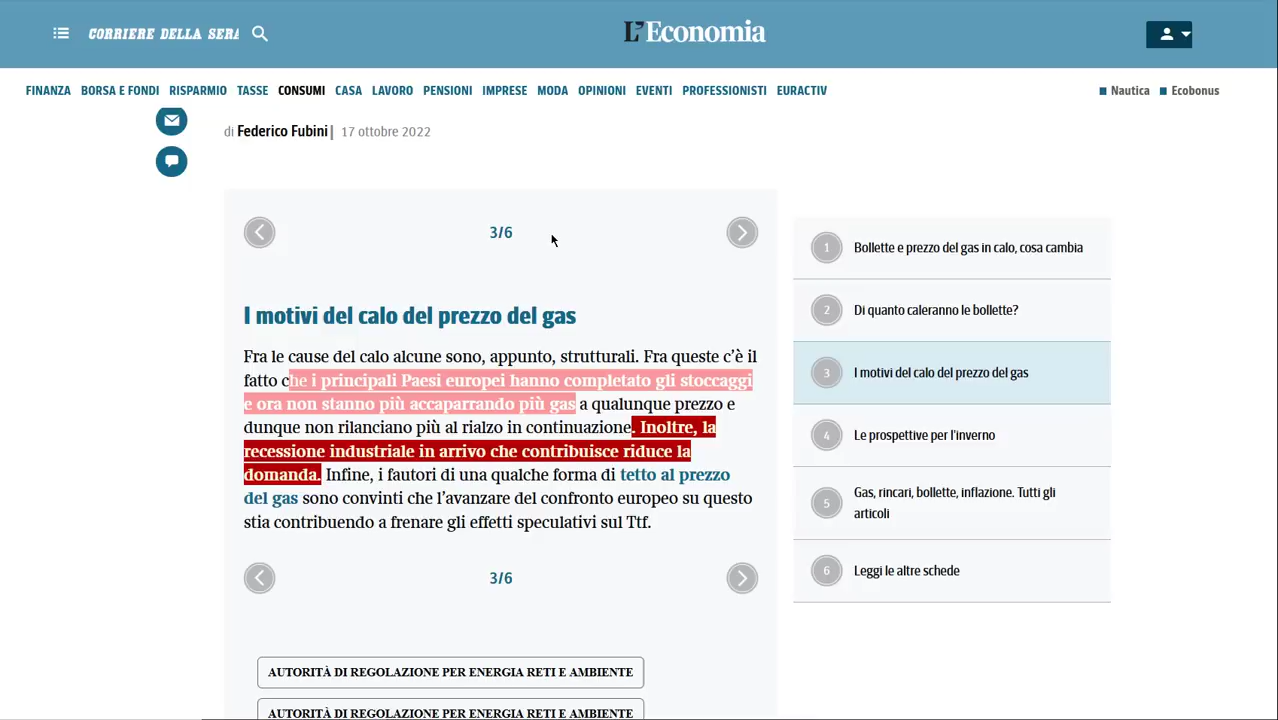 CORRIERE DELLA SERA
L'Economia
FINANZA BORSA E FONDI RISPARMIO TASSE CONSUMI CASA LAVORO PENSIONI IMPRESE MODA OPINIONI EVENTI PROFESSIONISTI EURACTIV Nautica Ecobonus
di Federico Fubini | 17 ottobre 2022
3/6
I motivi del calo del prezzo del gas
Fra le cause del calo alcune sono, appunto, strutturali. Fra queste c’è il
fatto che i principali Paesi europei hanno completato gli stoccaggi
e ora non stanno più accaparrando più gas a qualunque prezzo e
dunque non rilanciano più al rialzo in continuazione. Inoltre, la
recessione industriale in arrivo che contribuisce riduce la
domanda. Infine, i fautori di una qualche forma di tetto al prezzo
del gas sono convinti che l’avanzare del confronto europeo su questo
stia contribuendo a frenare gli effetti speculativi sul Ttf.
3/6
AUTORITÀ DI REGOLAZIONE PER ENERGIA RETI E AMBIENTE
AUTORITÀ DI REGOLAZIONE PER ENERGIA RETI E AMBIENTE
1 Bollette e prezzo del gas in calo, cosa cambia
2 Di quanto caleranno le bollette?
3 I motivi del calo del prezzo del gas
4 Le prospettive per l'inverno
5 Gas, rincari, bollette, inflazione. Tutti gli
articoli
6 Leggi le altre schede